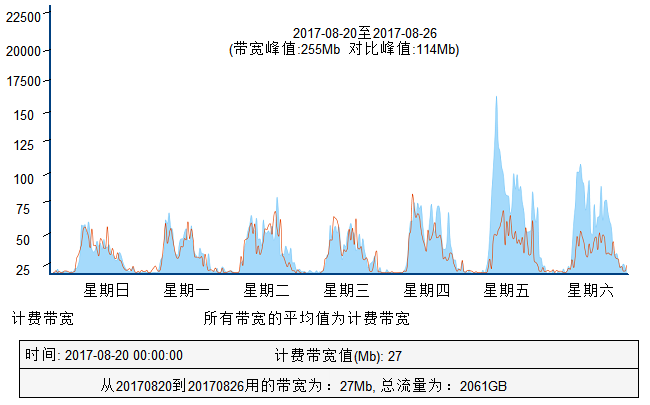 2017-08-20至2017-08-26
(带宽峰值:255Mb 对比峰值:114Mb)
22500
20000
17500
150
125
100
75
50
25
星期日 星期一 星期二 星期三 星期四 星期五 星期六
计费带宽 所有带宽的平均值为计费带宽
时间: 2017-08-20 00:00:00 计费带宽值(Mb): 27
从20170820到20170826用的带宽为：27Mb, 总流量为：2061GB